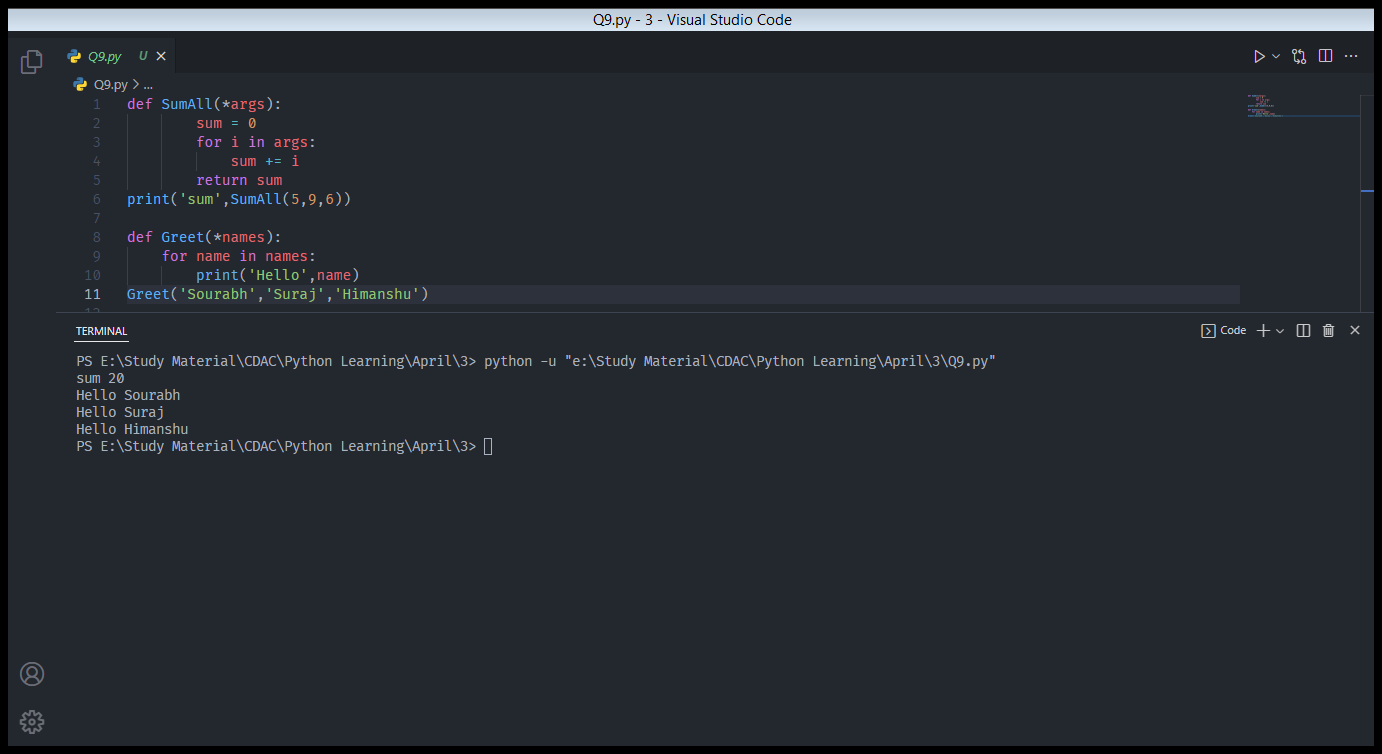 Q9.py - 3 - Visual Studio Code
Q9.py U
Q9.py > ...
1 def SumAll(*args):
2         sum = 0
3         for i in args:
4             sum += i
5         return sum
6 print('sum',SumAll(5,9,6))
7
8 def Greet(*names):
9     for name in names:
10         print('Hello',name)
11 Greet('Sourabh','Suraj','Himanshu')
TERMINAL
Code
PS E:\Study Material\CDAC\Python Learning\April\3> python -u "e:\Study Material\CDAC\Python Learning\April\3\Q9.py"
sum 20
Hello Sourabh
Hello Suraj
Hello Himanshu
PS E:\Study Material\CDAC\Python Learning\April\3>